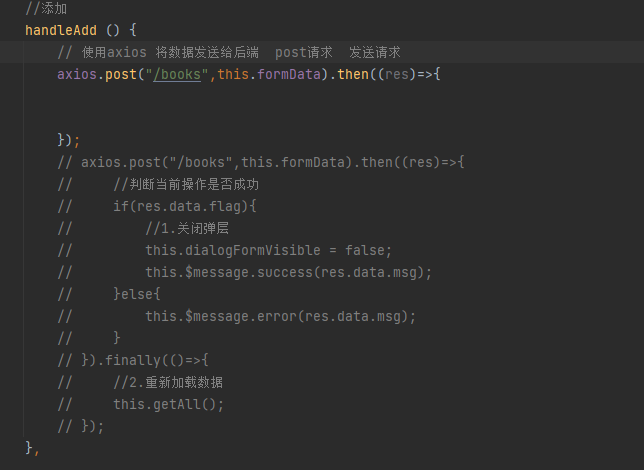 //添加
handleAdd () {
// 使用axios 将数据发送给后端  post请求  发送请求
axios.post("/books",this.formData).then((res)=>{
});
// axios.post("/books",this.formData).then((res)=>{
//     //判断当前操作是否成功
//     if(res.data.flag){
//         //1.关闭弹层
//         this.dialogFormVisible = false;
//         this.$message.success(res.data.msg);
//     }else{
//         this.$message.error(res.data.msg);
//     }
// }).finally(()=>{
//     //2.重新加载数据
//     this.getAll();
// });
},